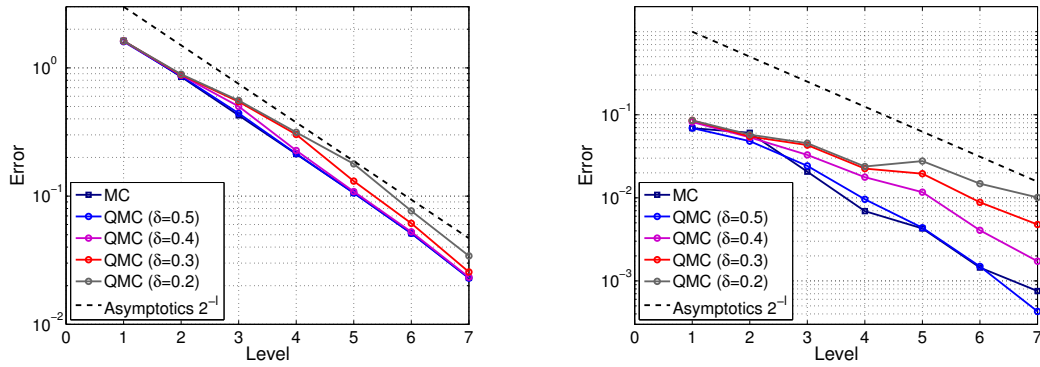 10^0
10^-1
10^-2
Error
0 1 2 3 4 5 6 7
Level
MC
QMC (δ=0.5)
QMC (δ=0.4)
QMC (δ=0.3)
QMC (δ=0.2)
Asymptotics 2^-l
10^-1
10^-2
10^-3
Error
0 1 2 3 4 5 6 7
Level
MC
QMC (δ=0.5)
QMC (δ=0.4)
QMC (δ=0.3)
QMC (δ=0.2)
Asymptotics 2^-l